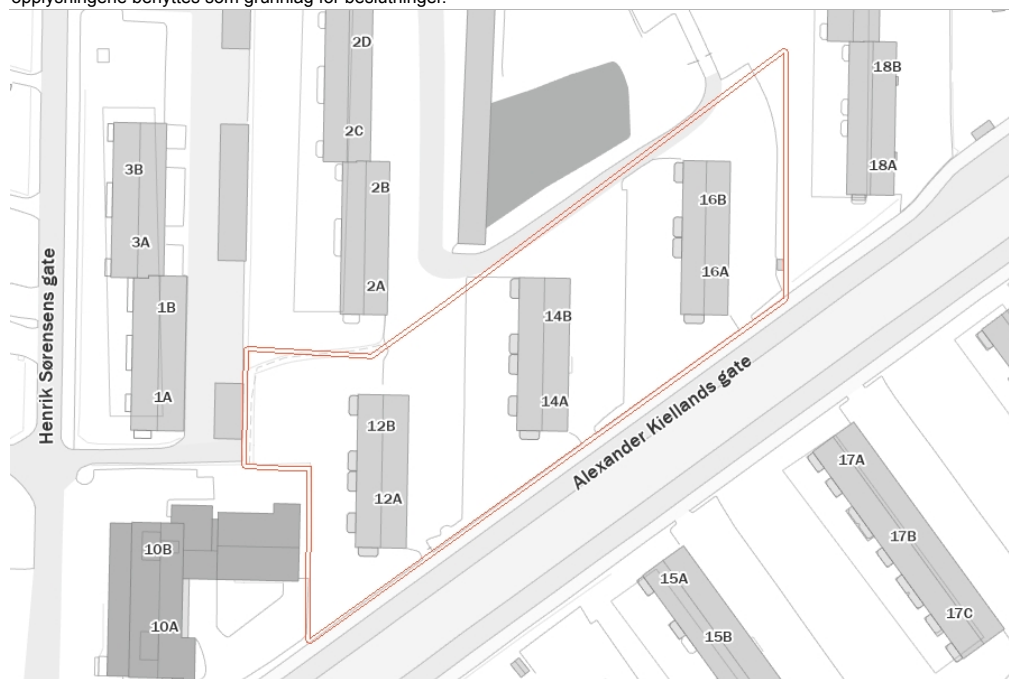 opplysningene benyttes som grunnlag for beslutninger.
2D
18B
2C
3B
18A
2B
16B
3A
16A
2A
1B
14B
Henrik Sørensens gate
1A
14A
Alexander Kiellands gate
12B
17A
12A
17B
10B
15A
17C
10A
15B